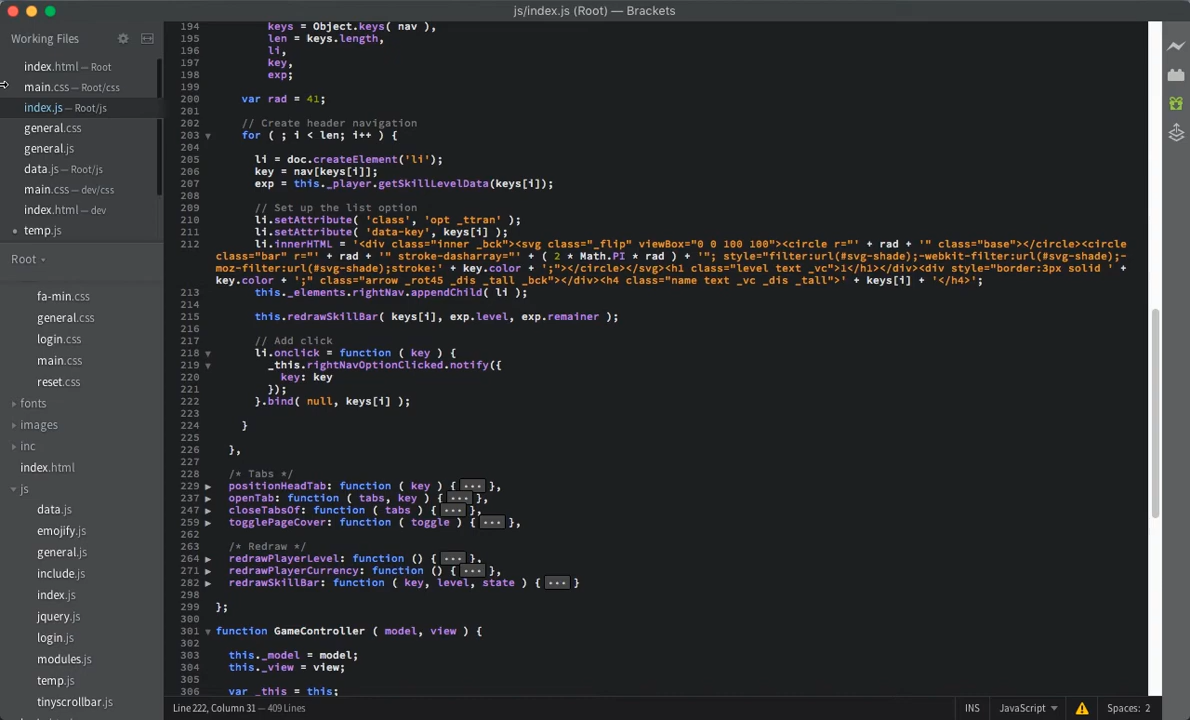 js/index.js (Root) — Brackets
Working Files
index.html — Root
main.css — Root/css
index.js — Root/js
general.css
general.js
data.js — Root/js
main.css — dev/css
index.html — dev
temp.js
Root
fa-min.css
general.css
login.css
main.css
reset.css
fonts
images
inc
index.html
js
data.js
emojify.js
general.js
include.js
index.js
jquery.js
login.js
modules.js
temp.js
tinyscrollbar.js
194 keys = Object.keys( nav ),
195 len = keys.length,
196 li,
197 key,
198 exp;
199
200 var rad = 41;
201
202 // Create header navigation
203 for ( ; i < len; i++ ) {
204
205 li = doc.createElement('li');
206 key = nav[keys[i]];
207 exp = this._player.getSkillLevelData(keys[i]);
208
209 // Set up the list option
210 li.setAttribute( 'class', 'opt _ttran' );
211 li.setAttribute( 'data-key', keys[i] );
212 li.innerHTML = '<div class="inner _bck"><svg class="_flip" viewBox="0 0 100 100"><circle r="' + rad + '" class="base"></circle><circle
class="bar" r="' + rad + '" stroke-dasharray="' + ( 2 * Math.PI * rad ) + '"; style="filter:url(#svg-shade);-webkit-filter:url(#svg-shade);-
moz-filter:url(#svg-shade);stroke:' + key.color + ';"></circle></svg><h1 class="level text _vc">1</h1></div><div style="border:3px solid ' +
key.color + ';" class="arrow _rot45 _dis _tall _bck"></div><h4 class="name text _vc _dis _tall">' + keys[i] + '</h4>';
213 this._elements.rightNav.appendChild( li );
214
215 this.redrawSkillBar( keys[i], exp.level, exp.remainer );
216
217 // Add click
218 li.onclick = function ( key ) {
219 _this.rightNavOptionClicked.notify({
220 key: key
221 });
222 }.bind( null, keys[i] );
223
224 }
225
226 },
227
228 /* Tabs */
229 positionHeadTab: function ( key ) { ... },
237 openTab: function ( tabs, key ) { ... },
247 closeTabsOf: function ( tabs ) { ... },
259 togglePageCover: function ( toggle ) { ... },
262
263 /* Redraw */
264 redrawPlayerLevel: function () { ... },
271 redrawPlayerCurrency: function () { ... },
282 redrawSkillBar: function ( key, level, state ) { ... }
298
299 };
300
301 function GameController ( model, view ) {
302
303 this._model = model;
304 this._view = view;
305
306 var _this = this;
Line 222, Column 31 — 409 Lines
INS
JavaScript
Spaces: 2